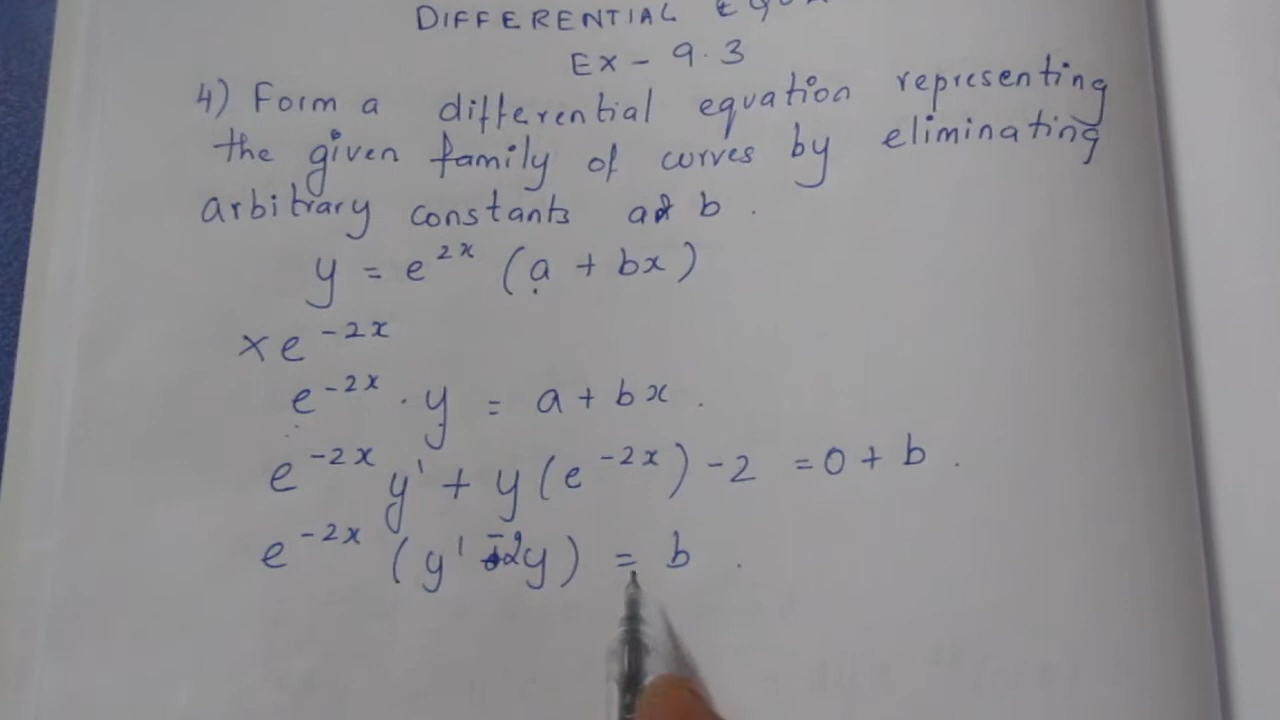 DIFFERENTIAL
EX - 9.3
4) Form a differential equation representing
the given family of curves by eliminating
arbitrary constants a & b .
y = e^{2x} (a + bx)
× e^{-2x}
e^{-2x} . y = a + bx .
e^{-2x} y' + y (e^{-2x}) - 2 = 0 + b .
e^{-2x} (y' - 2y) = b .